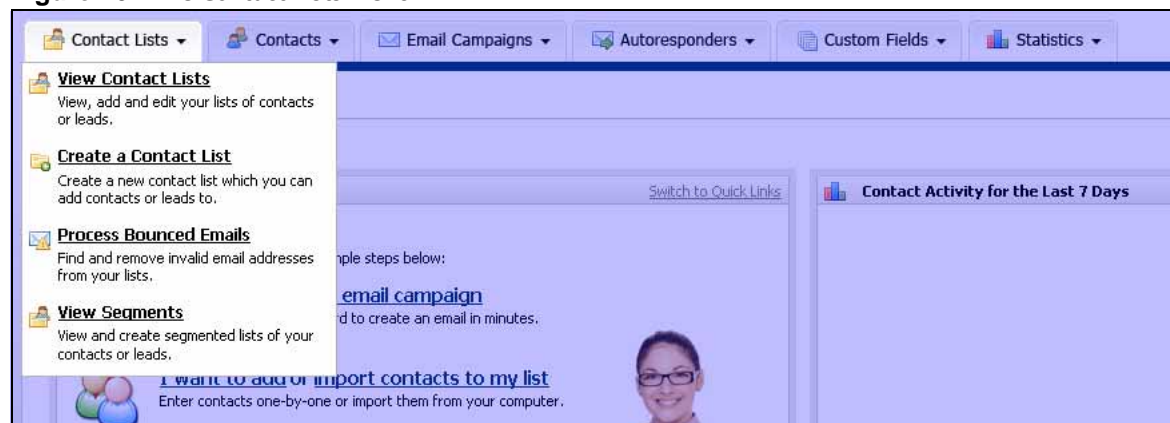 Contact Lists
Contacts
Email Campaigns
Autoresponders
Custom Fields
Statistics
View Contact Lists
View, add and edit your lists of contacts
or leads.
Create a Contact List
Create a new contact list which you can
add contacts or leads to.
Process Bounced Emails
Find and remove invalid email addresses
from your lists.
View Segments
View and create segmented lists of your
contacts or leads.
Switch to Quick Links
steps below:
email campaign
to create an email in minutes.
I want to add or import contacts to my list
Enter contacts one-by-one or import them from your computer.
Contact Activity for the Last 7 Days